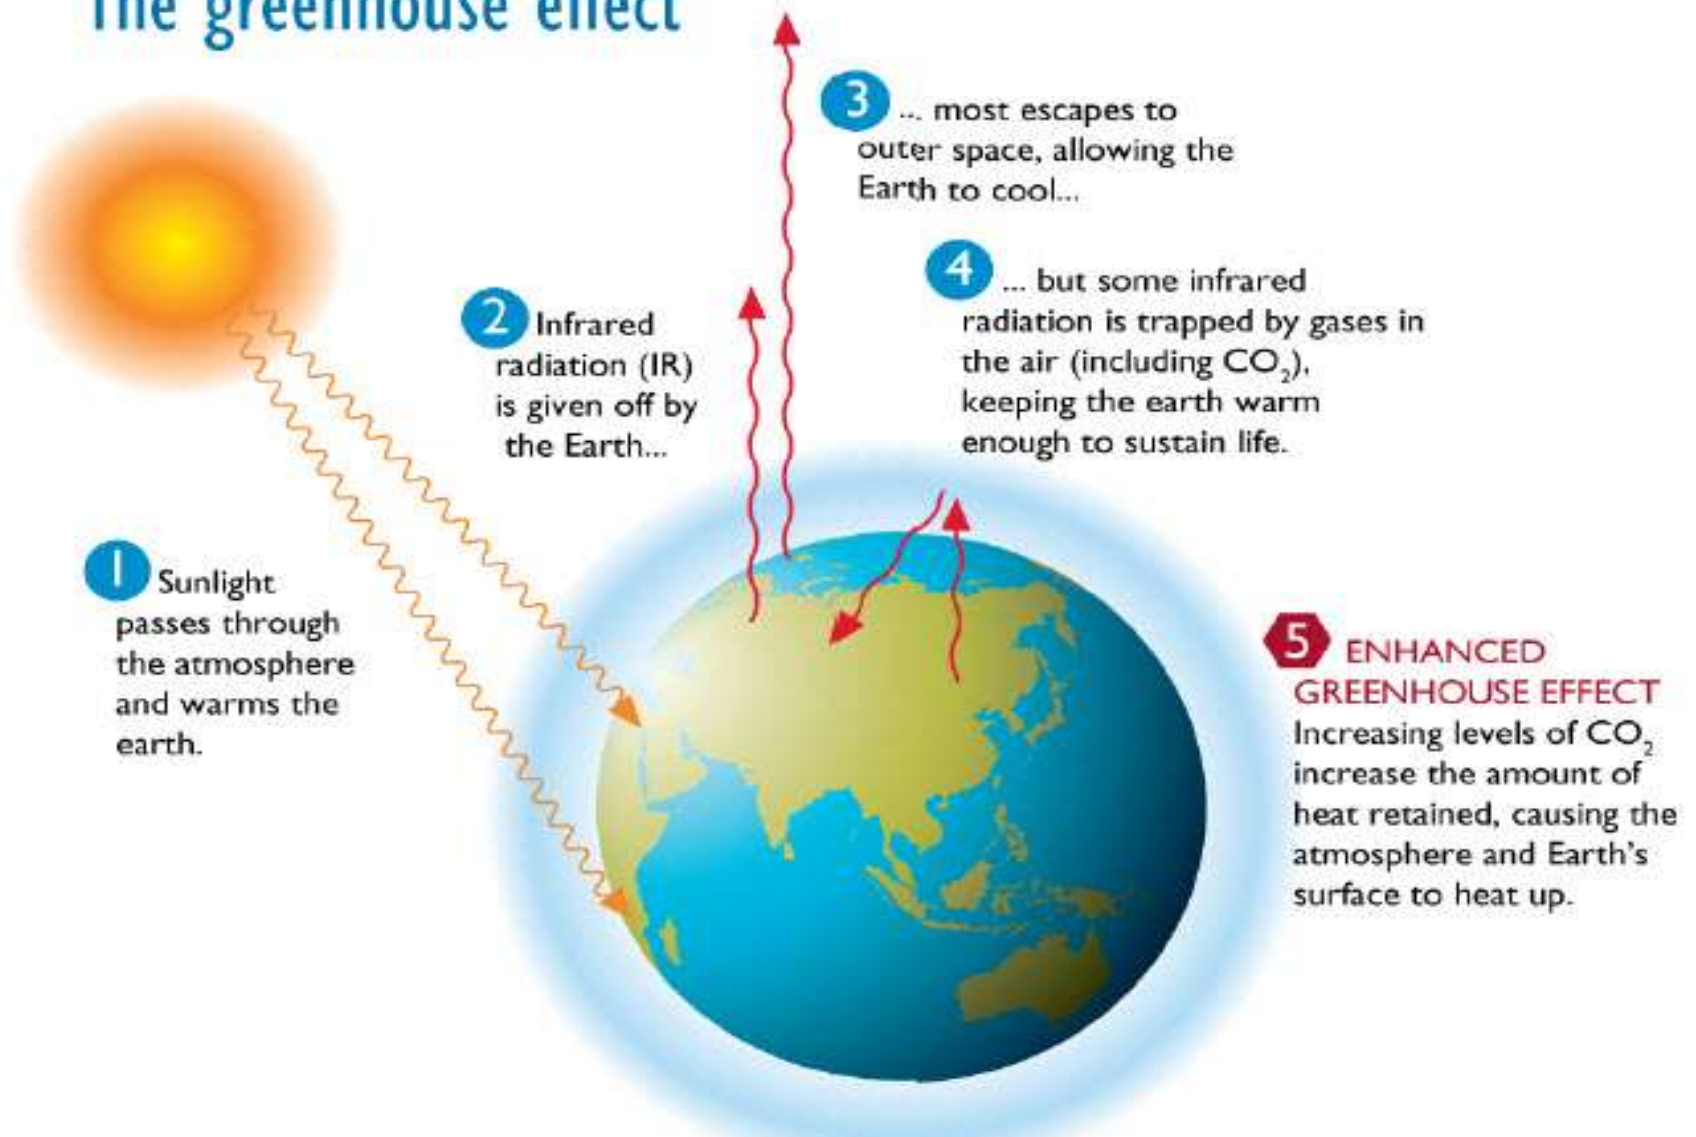 The greenhouse effect
1 Sunlight
passes through
the atmosphere
and warms the
earth.
2 Infrared
radiation (IR)
is given off by
the Earth...
3 ... most escapes to
outer space, allowing the
Earth to cool...
4 ... but some infrared
radiation is trapped by gases in
the air (including CO₂),
keeping the earth warm
enough to sustain life.
5 ENHANCED
GREENHOUSE EFFECT
Increasing levels of CO₂
increase the amount of
heat retained, causing the
atmosphere and Earth's
surface to heat up.